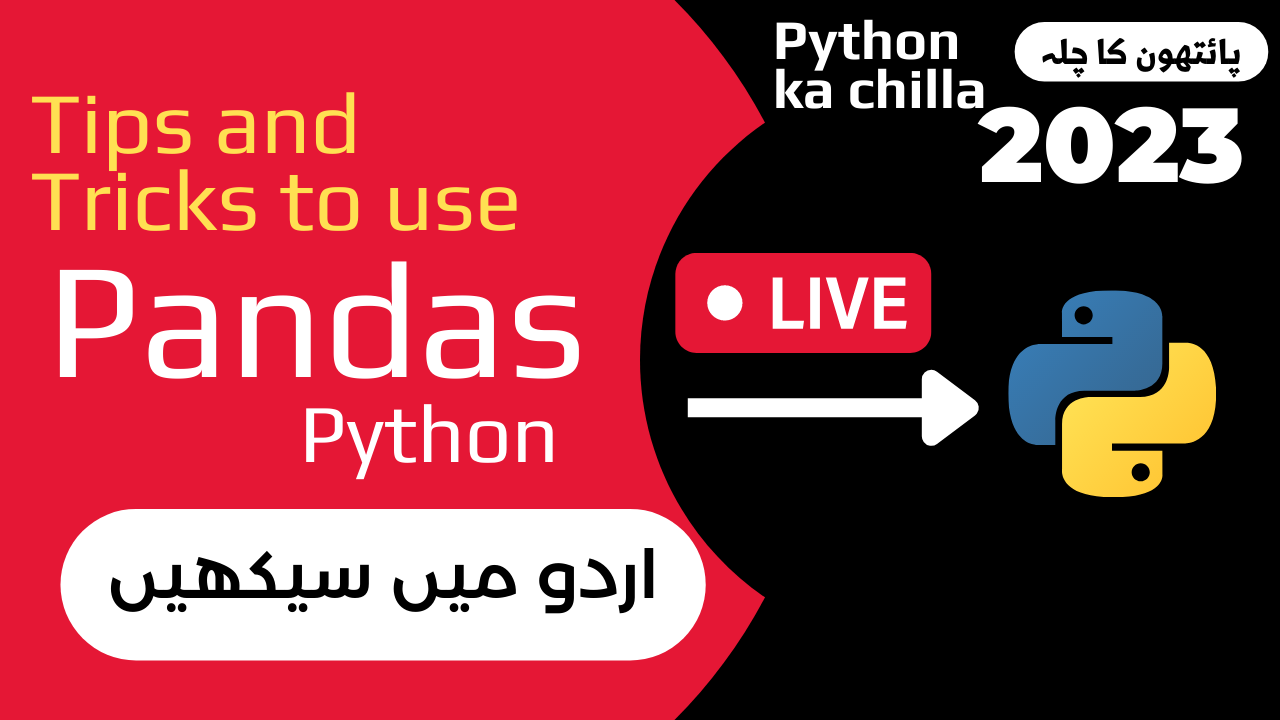 Tips and
Tricks to use
Pandas
Python
اردو میں سیکھیں
Python
ka chilla
پائتھون کا چلہ
2023
LIVE